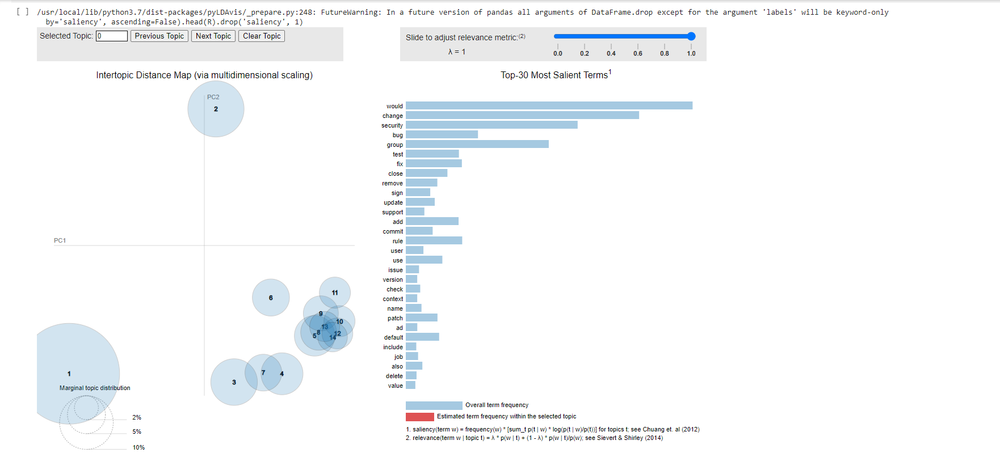 [ ] /usr/local/lib/python3.7/dist-packages/pyLDAvis/_prepare.py:248: FutureWarning: In a future version of pandas all arguments of DataFrame.drop except for the argument 'labels' will be keyword-only
by='saliency', ascending=False).head(R).drop('saliency', 1)
Selected Topic: 0 Previous Topic Next Topic Clear Topic
Slide to adjust relevance metric:(2)
λ = 1
0.0 0.2 0.4 0.6 0.8 1.0
Intertopic Distance Map (via multidimensional scaling)
PC2
2
PC1
6
11
9
10
13
8
5
12
14
7
4
1
3
Marginal topic distribution
2%
5%
10%
Top-30 Most Salient Terms1
would
change
security
bug
group
test
fix
close
remove
sign
update
support
add
commit
rule
user
use
issue
version
check
context
name
patch
ad
default
include
job
also
delete
value
Overall term frequency
Estimated term frequency within the selected topic
1. saliency(term w) = frequency(w) * [sum_t p(t | w) * log(p(t | w)/p(t))] for topics t; see Chuang et. al (2012)
2. relevance(term w | topic t) = λ * p(w | t) + (1 - λ) * p(w | t)/p(w); see Sievert & Shirley (2014)